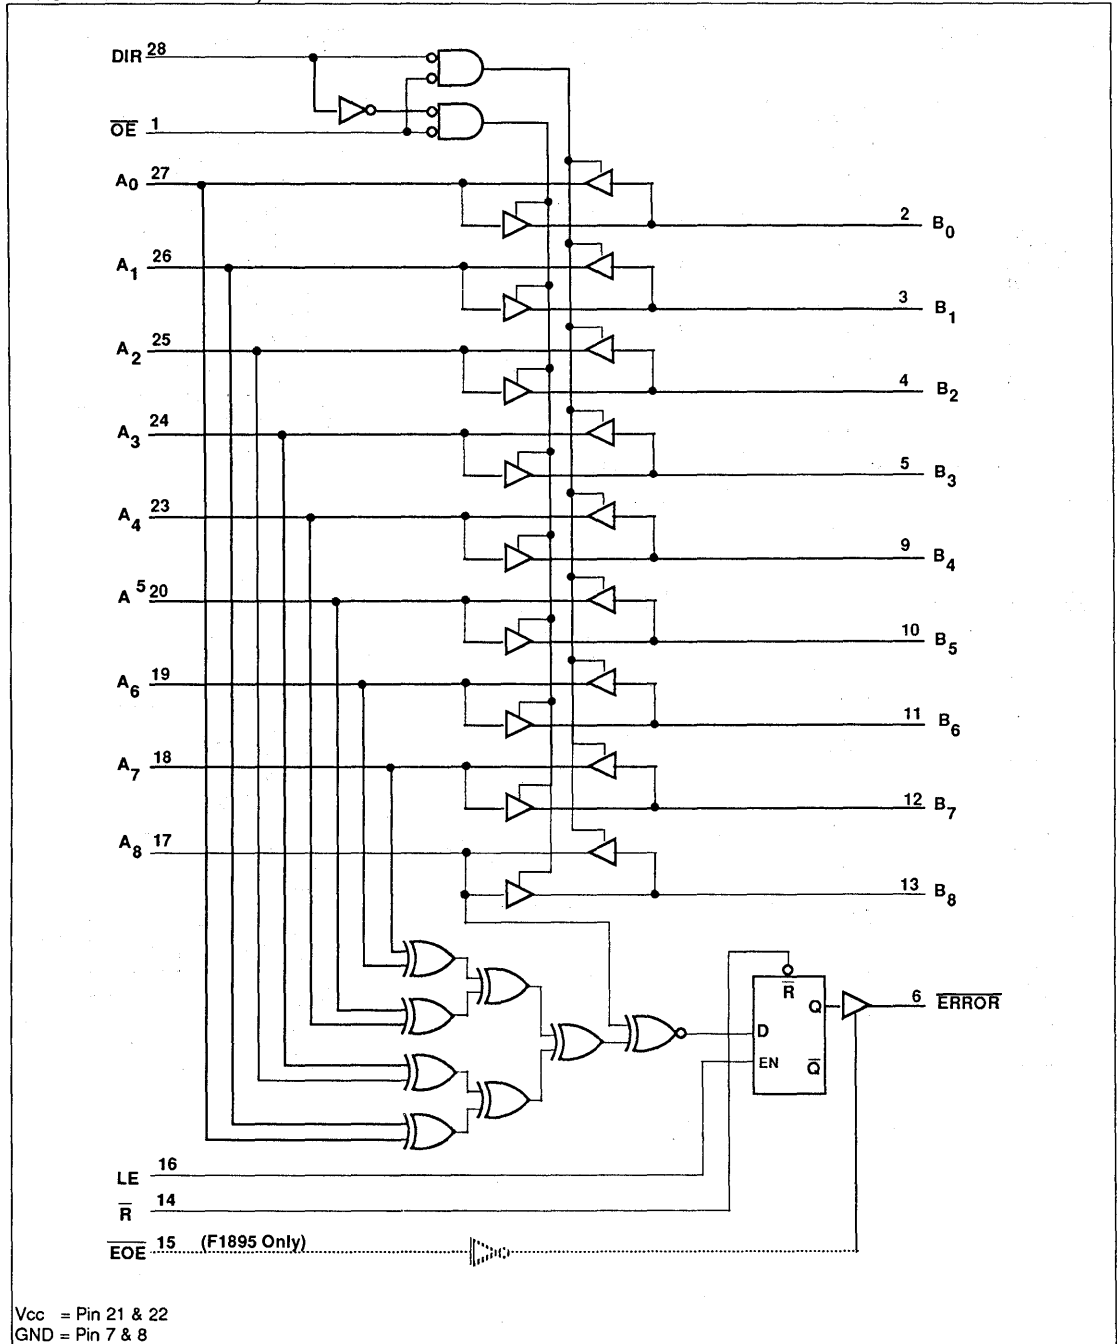 DIR 28
OE 1
A0 27
2 B0
A1 26
3 B1
A2 25
4 B2
A3 24
5 B3
A4 23
9 B4
A5 20
10 B5
A6 19
11 B6
A7 18
12 B7
A8 17
13 B8
R
Q
6 ERROR
D
EN
Q
LE 16
R 14
EOE 15 (F1895 Only)
Vcc = Pin 21 & 22
GND = Pin 7 & 8